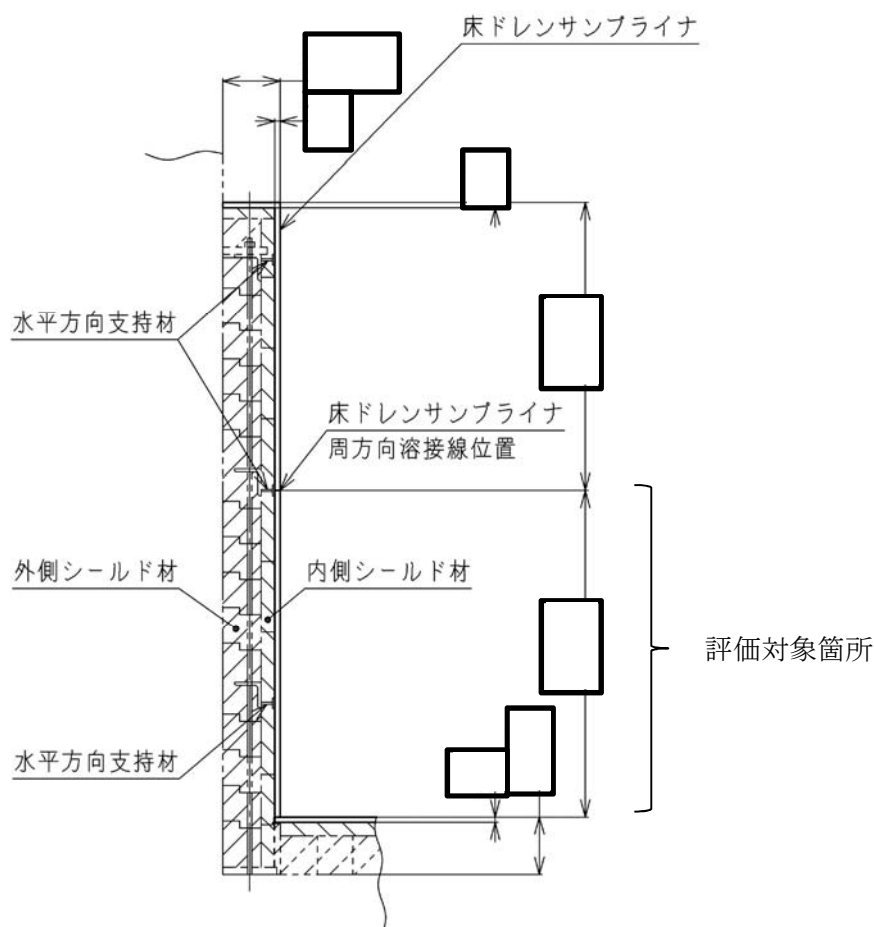 床ドレンサンプライナ
水平方向支持材
床ドレンサンプライナ
周方向溶接線位置
外側シールド材
内側シールド材
評価対象箇所
水平方向支持材